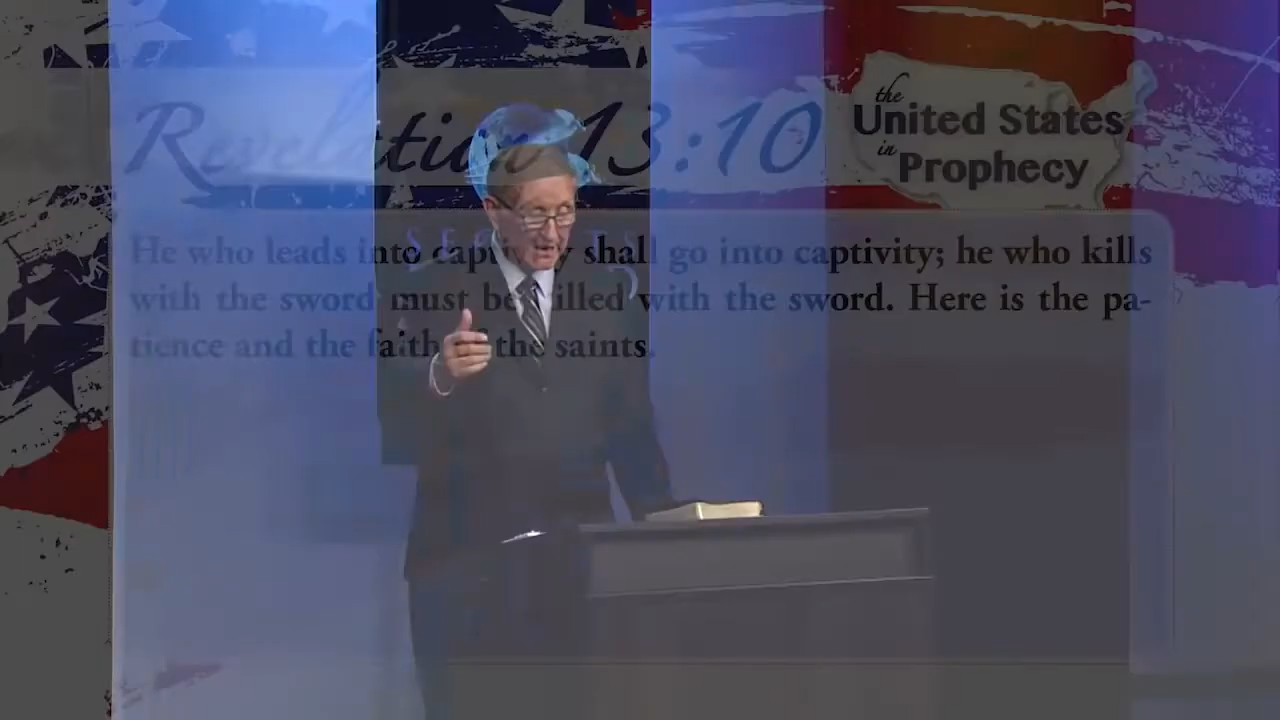 Revelation 13:10
the
United States
in
Prophecy
He who leads into captivity shall go into captivity; he who kills
with the sword must be killed with the sword. Here is the pa-
tience and the faith of the saints.